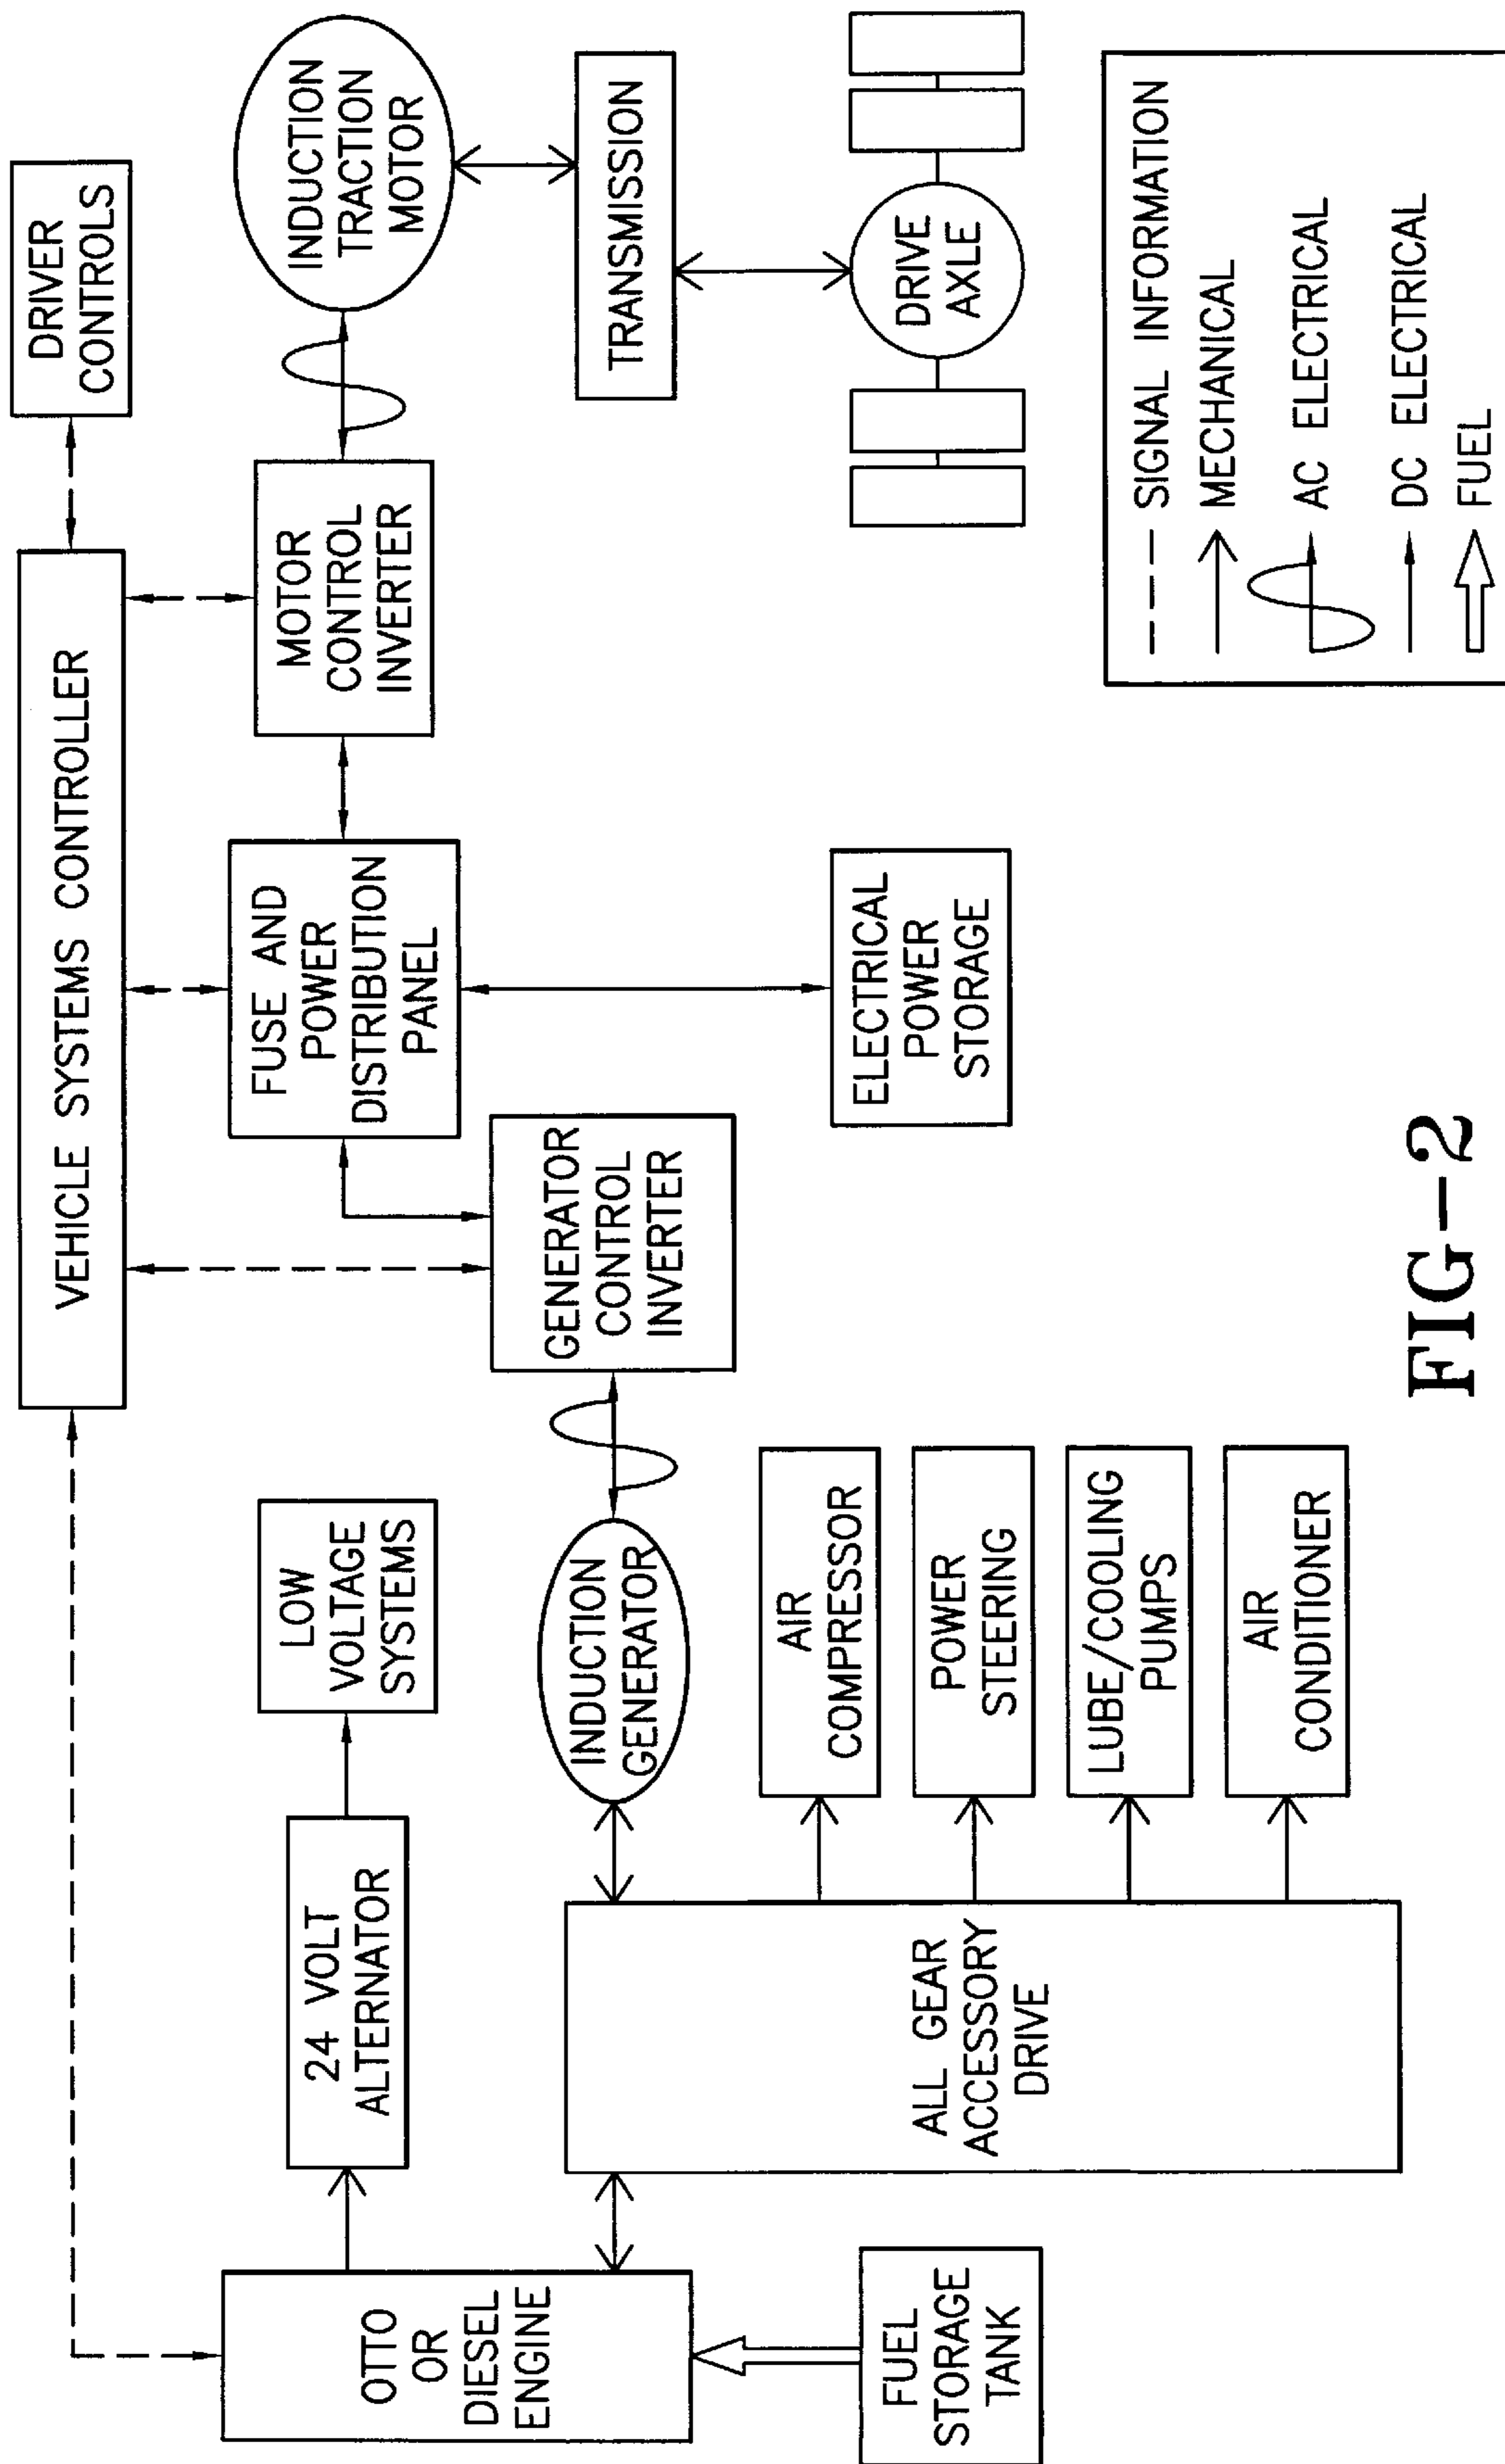 VEHICLE SYSTEMS CONTROLLER
DRIVER
CONTROLS
OTTO
OR
DIESEL
ENGINE
24 VOLT
ALTERNATOR
LOW
VOLTAGE
SYSTEMS
FUSE AND
POWER
DISTRIBUTION
PANEL
MOTOR
CONTROL
INVERTER
INDUCTION
TRACTION
MOTOR
INDUCTION
GENERATOR
GENERATOR
CONTROL
INVERTER
TRANSMISSION
ALL GEAR
ACCESSORY
DRIVE
AIR
COMPRESSOR
POWER
STEERING
LUBE/COOLING
PUMPS
AIR
CONDITIONER
ELECTRICAL
POWER
STORAGE
DRIVE
AXLE
FUEL
STORAGE
TANK
SIGNAL INFORMATION
MECHANICAL
AC ELECTRICAL
DC ELECTRICAL
FUEL
FIG-2